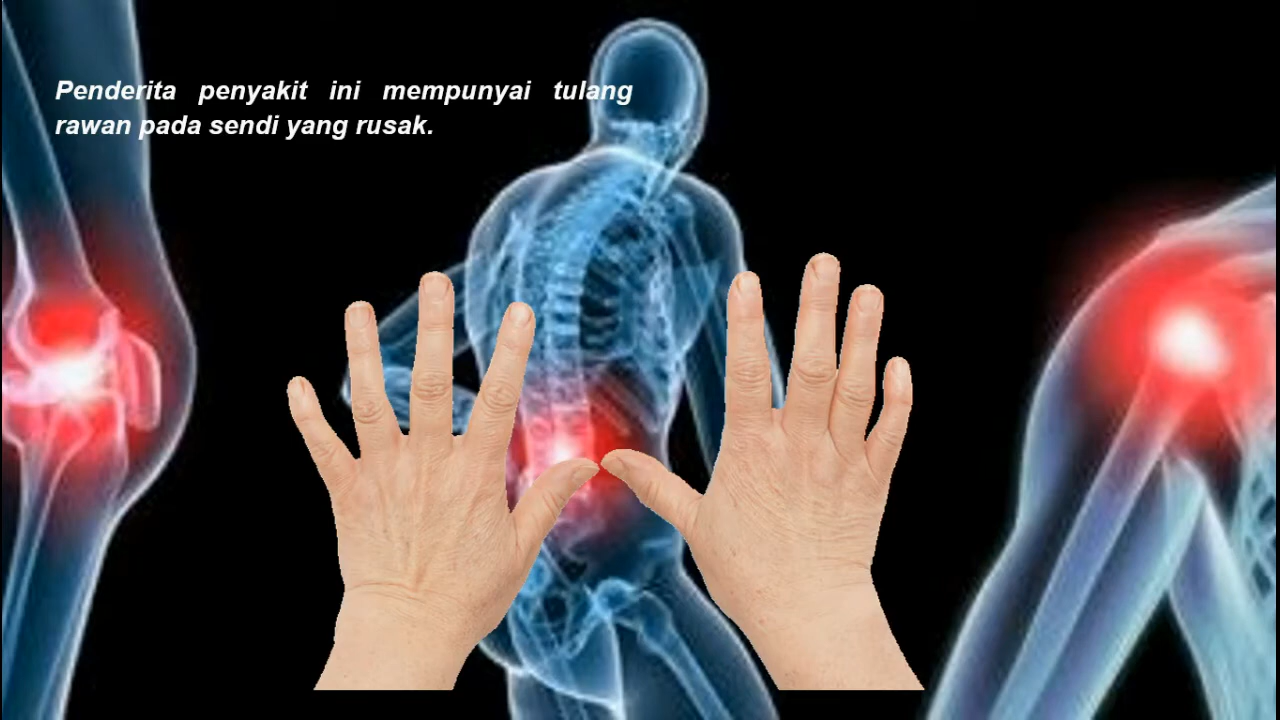 Penderita penyakit ini mempunyai tulang
rawan pada sendi yang rusak.